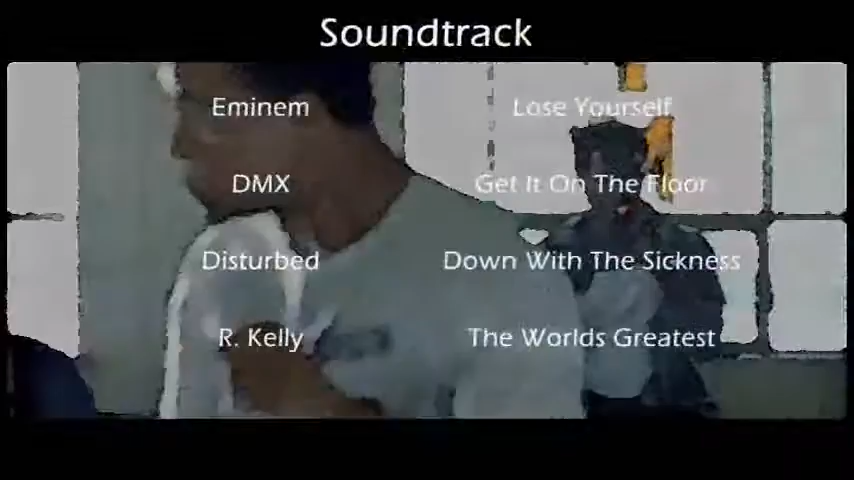 Soundtrack
Eminem Lose Yourself
DMX Get It On The Floor
Disturbed Down With The Sickness
R. Kelly The Worlds Greatest